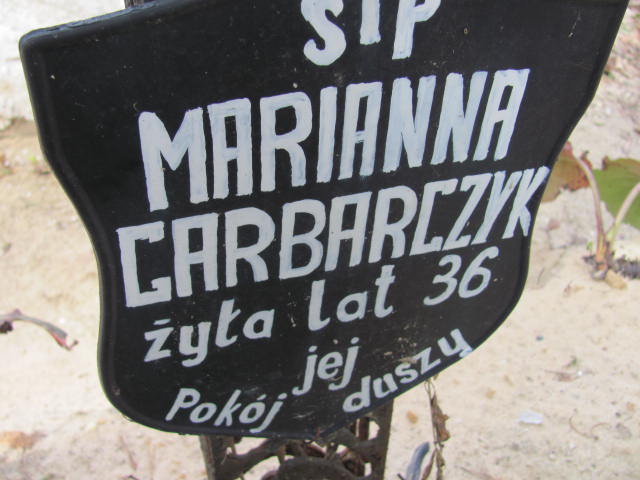 Ś†P
MARIANNA
GARBARCZYK
żyła lat 36
Pokój jej duszy